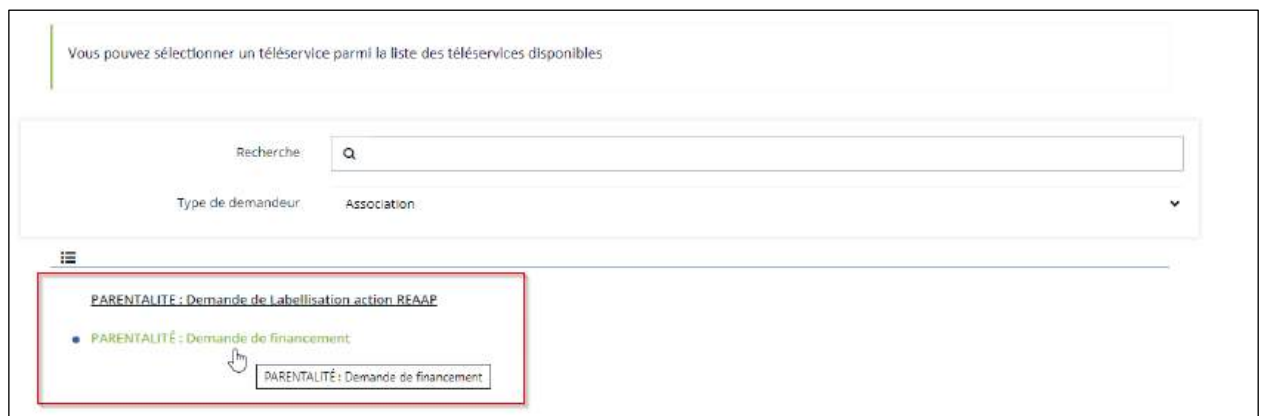 Vous pouvez sélectionner un téléservice parmi la liste des téléservices disponibles
Recherche
Type de demandeur Association
PARENTALITE : Demande de Labellisation action REAAP
PARENTALITÉ : Demande de financement
PARENTALITÉ : Demande de financement